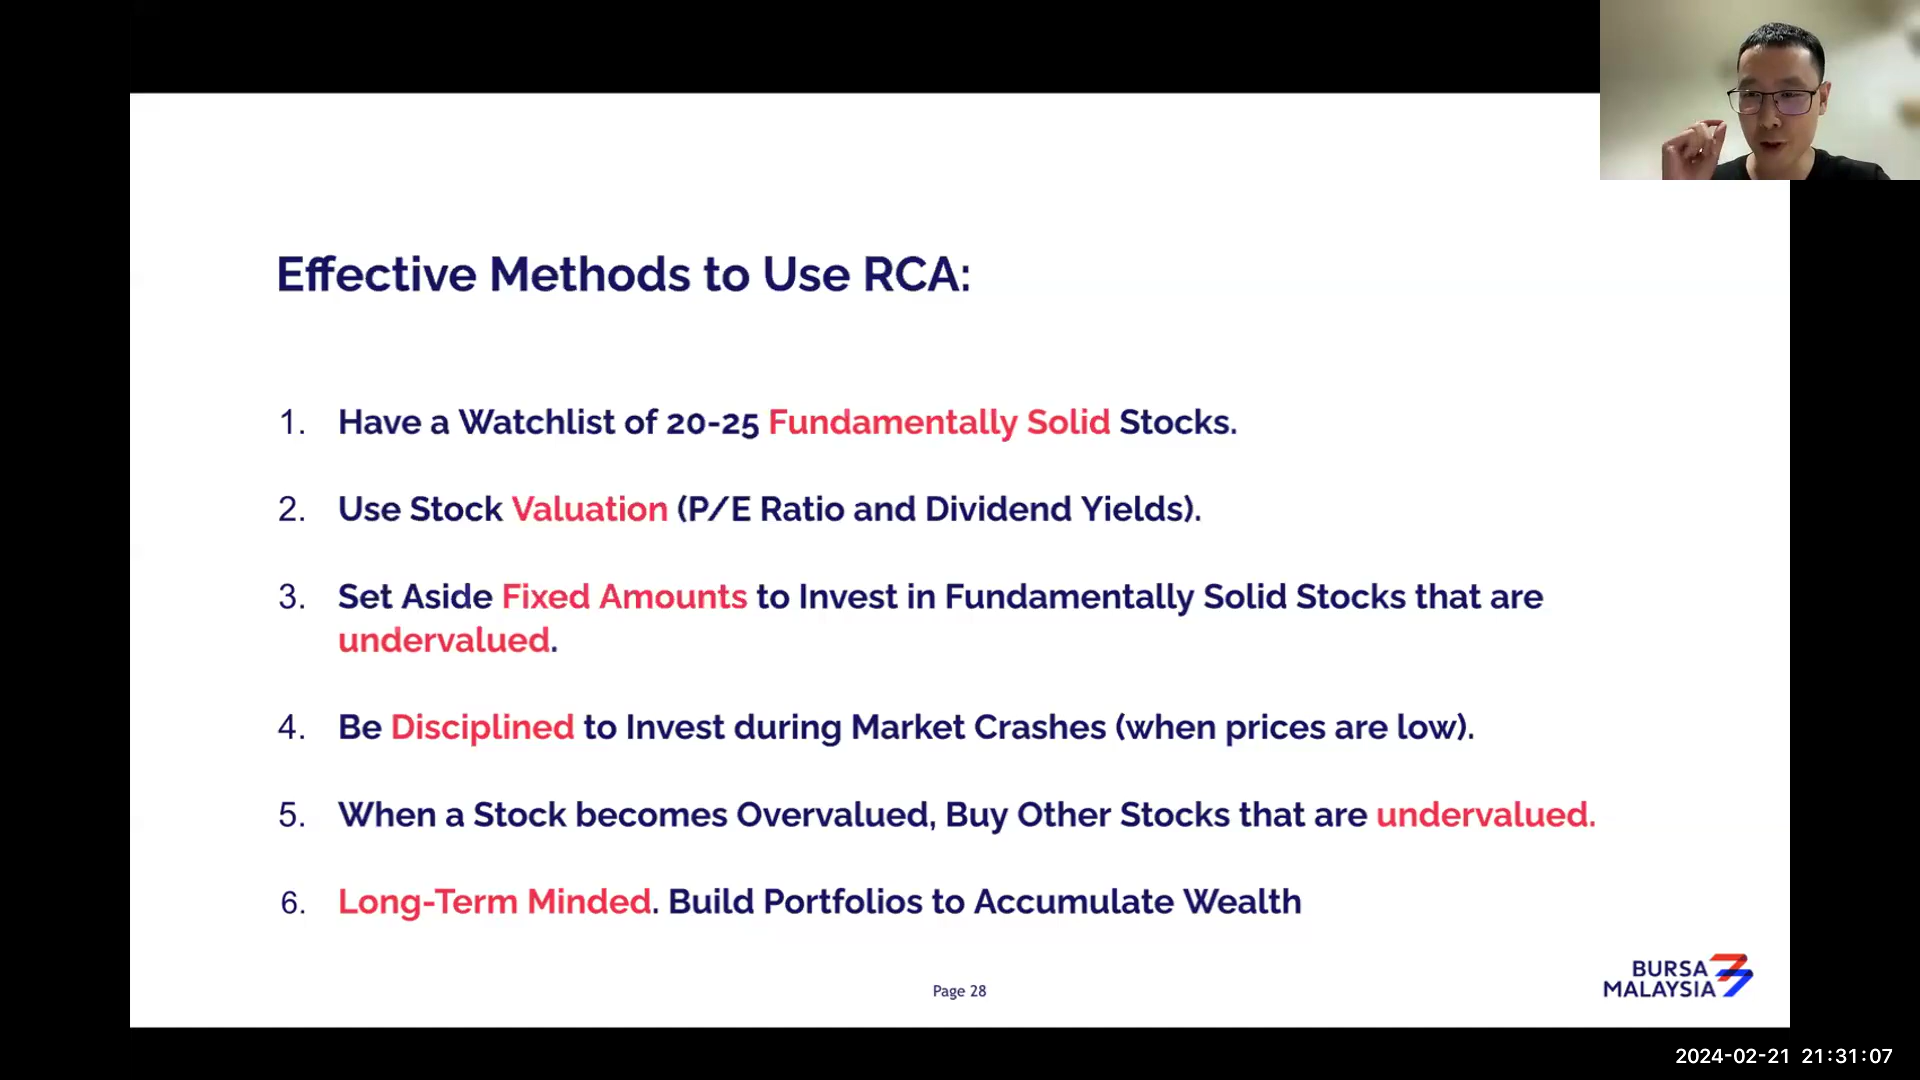 Effective Methods to Use RCA:
1. Have a Watchlist of 20-25 Fundamentally Solid Stocks.
2. Use Stock Valuation (P/E Ratio and Dividend Yields).
3. Set Aside Fixed Amounts to Invest in Fundamentally Solid Stocks that are
undervalued.
4. Be Disciplined to Invest during Market Crashes (when prices are low).
5. When a Stock becomes Overvalued, Buy Other Stocks that are undervalued.
6. Long-Term Minded. Build Portfolios to Accumulate Wealth
BURSA
MALAYSIA
Page 28
2024-02-21 21:31:07